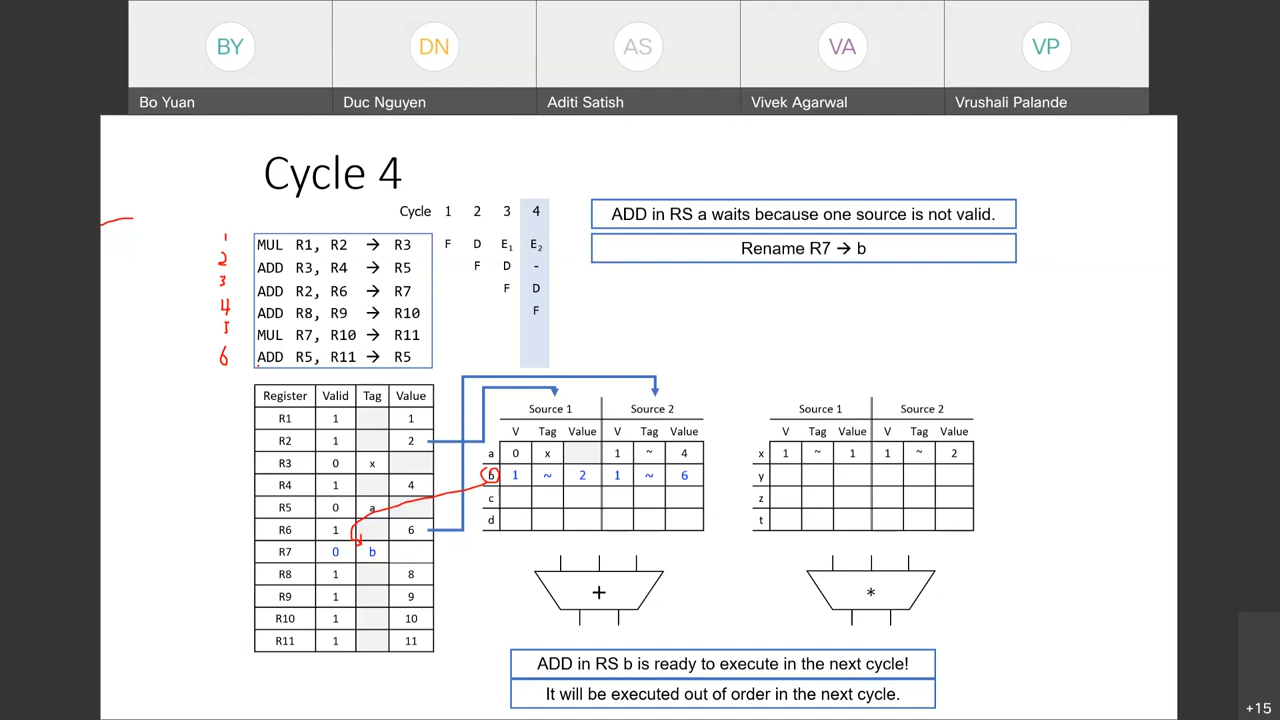 BY DN AS VA VP
Bo Yuan Duc Nguyen Aditi Satish Vivek Agarwal Vrushali Palande
Cycle 4
Cycle 1 2 3 4
ADD in RS a waits because one source is not valid.
Rename R7 → b
1 MUL R1, R2 → R3 F D E₁ E₂
2 ADD R3, R4 → R5 F D -
3 ADD R2, R6 → R7 F D
4 ADD R8, R9 → R10 F
5 MUL R7, R10 → R11
6 ADD R5, R11 → R5
Register Valid Tag Value
R1 1 1
R2 1 2
R3 0 x
R4 1 4
R5 0 a
R6 1 6
R7 0 b
R8 1 8
R9 1 9
R10 1 10
R11 1 11
Source 1 Source 2
V Tag Value V Tag Value
a 0 x 1 ~ 4
b 1 ~ 2 1 ~ 6
c
d
+
Source 1 Source 2
V Tag Value V Tag Value
x 1 ~ 1 1 ~ 2
y
z
t
*
ADD in RS b is ready to execute in the next cycle!
It will be executed out of order in the next cycle.
+15